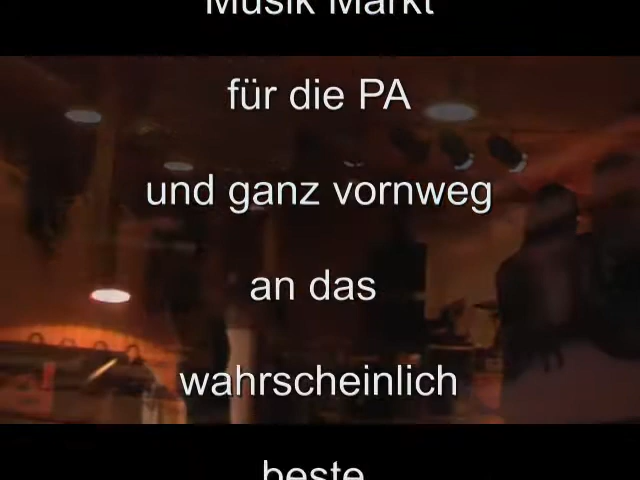 Musik Markt
für die PA
und ganz vornweg
an das
wahrscheinlich
beste